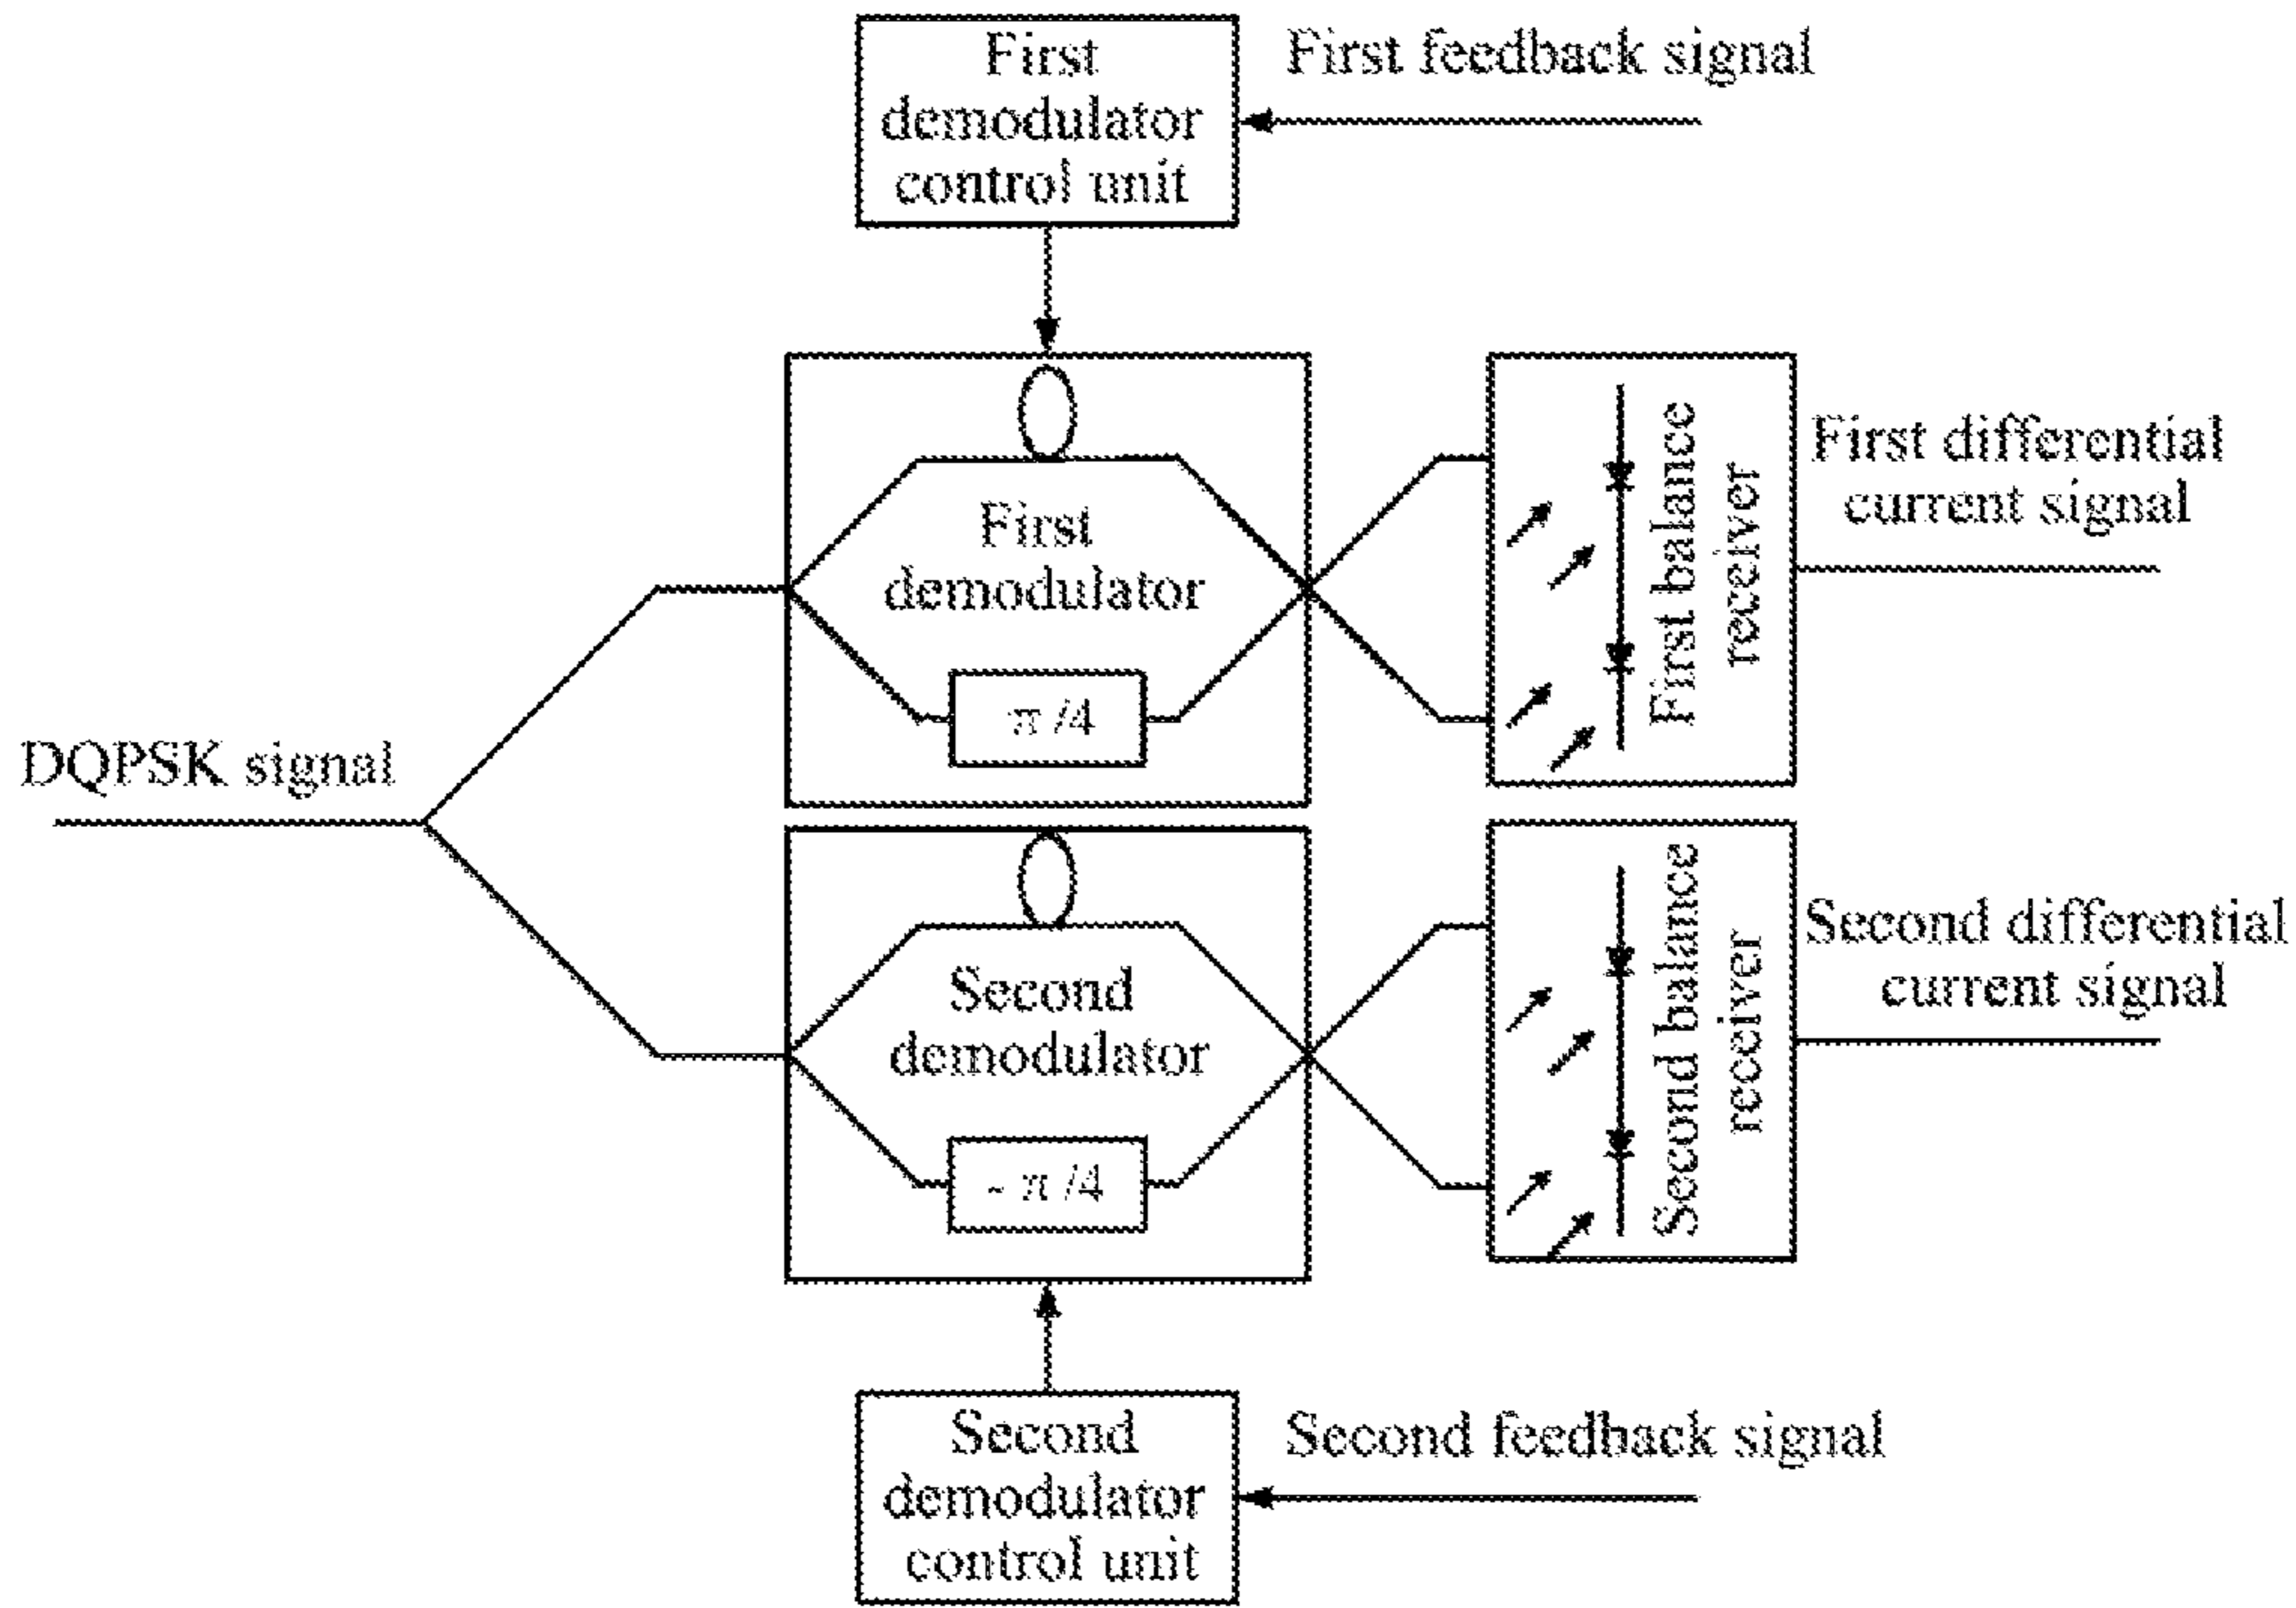 First
demodulator
control unit
First feedback signal
First
demodulator
π /4
First balance
receiver
First differential
current signal
DQPSK signal
Second
demodulator
- π /4
Second balance
receiver
Second differential
current signal
Second
demodulator
control unit
Second feedback signal